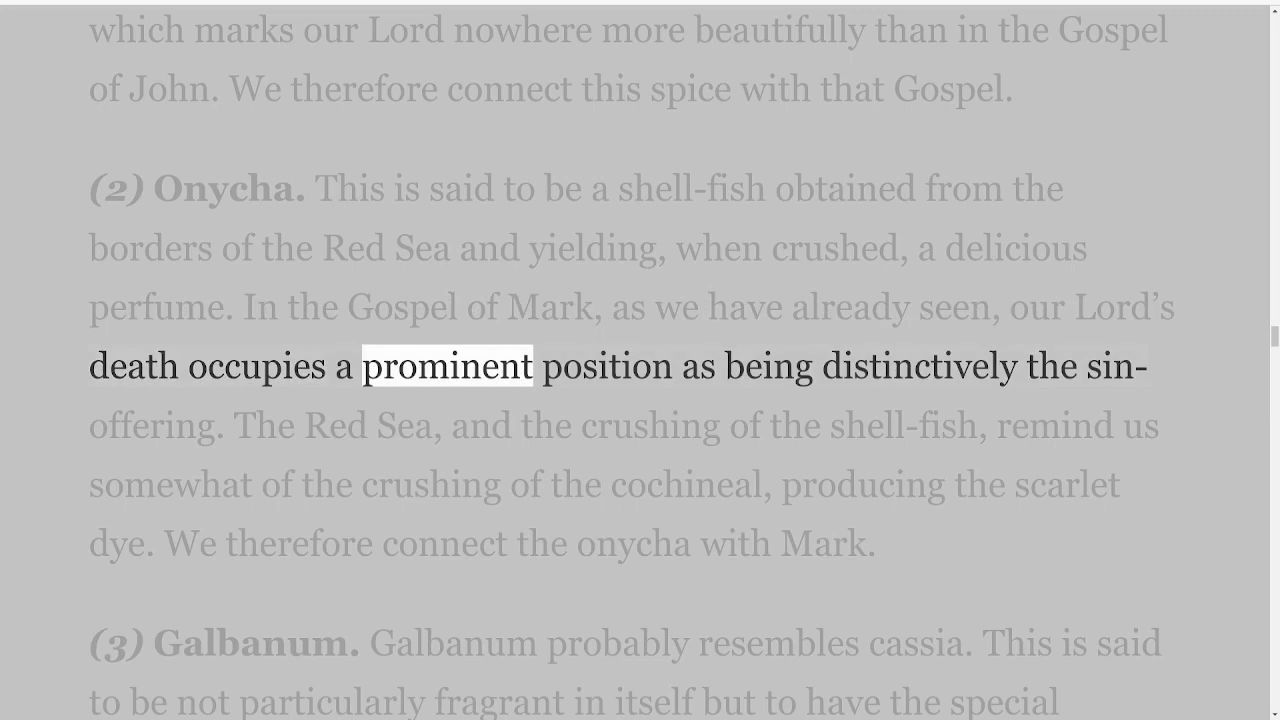 which marks our Lord nowhere more beautifully than in the Gospel
of John. We therefore connect this spice with that Gospel.
(2) Onycha. This is said to be a shell-fish obtained from the
borders of the Red Sea and yielding, when crushed, a delicious
perfume. In the Gospel of Mark, as we have already seen, our Lord’s
death occupies a prominent position as being distinctively the sin-
offering. The Red Sea, and the crushing of the shell-fish, remind us
somewhat of the crushing of the cochineal, producing the scarlet
dye. We therefore connect the onycha with Mark.
(3) Galbanum. Galbanum probably resembles cassia. This is said
to be not particularly fragrant in itself but to have the special